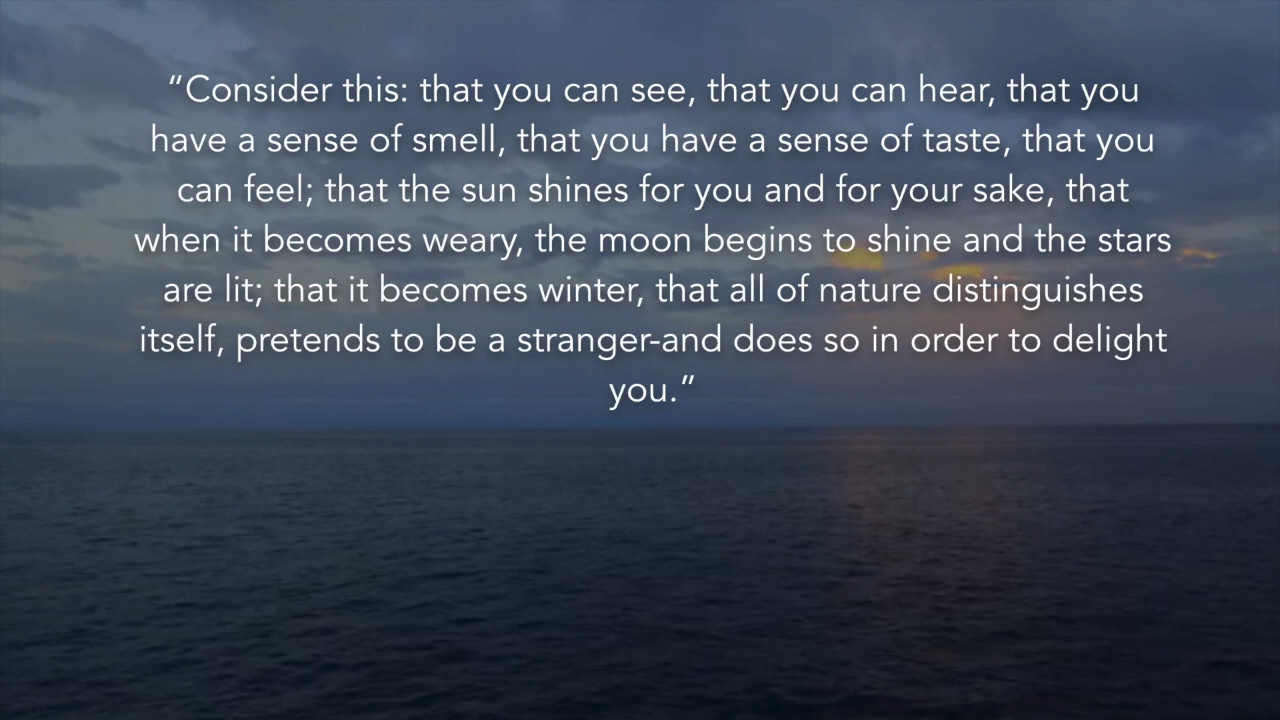 “Consider this: that you can see, that you can hear, that you
have a sense of smell, that you have a sense of taste, that you
can feel; that the sun shines for you and for your sake, that
when it becomes weary, the moon begins to shine and the stars
are lit; that it becomes winter, that all of nature distinguishes
itself, pretends to be a stranger-and does so in order to delight
you.”